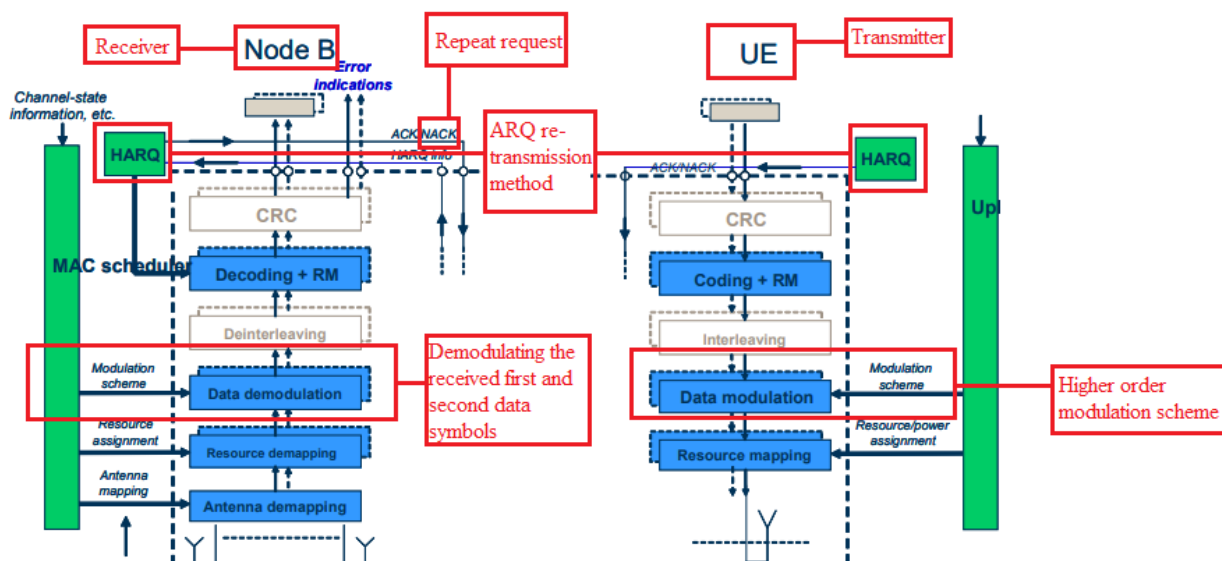 Receiver
Node B
Repeat request
UE
Transmitter
Error
indications
Channel-state
information, etc.
HARQ
ACK/NACK
HARQ info
ARQ re-
transmission
method
ACK/NACK
HARQ
CRC
CRC
Upl
MAC scheduler
Decoding + RM
Coding + RM
Deinterleaving
Interleaving
Modulation
scheme
Data demodulation
Demodulating the
received first and
second data
symbols
Data modulation
Modulation
scheme
Higher order
modulation scheme
Resource
assignment
Resource demapping
Resource mapping
Resource/power
assignment
Antenna
mapping
Antenna demapping